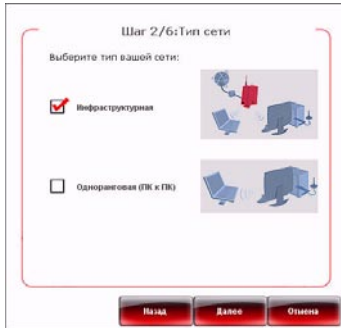 Шаг 2/6:Тип сети
Выберите тип вашей сети:
Инфраструктурная
Одноранговая (ПК к ПК)
Назад
Далее
Отмена